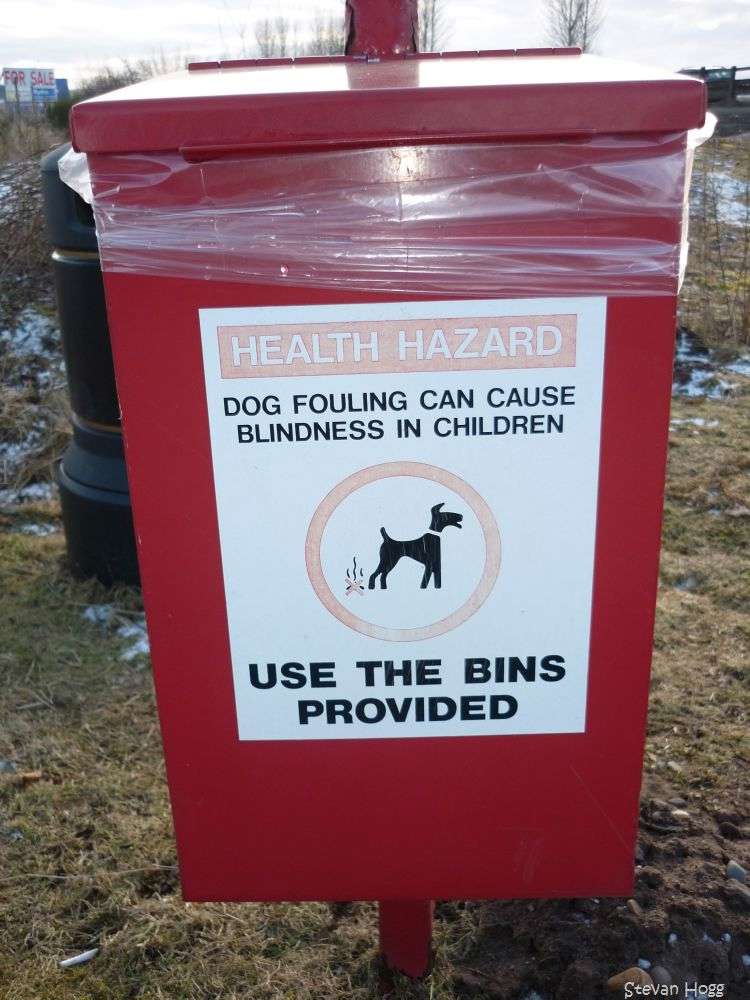 FOR SALE
HEALTH HAZARD
DOG FOULING CAN CAUSE
BLINDNESS IN CHILDREN
USE THE BINS
PROVIDED
Stevan Hogg